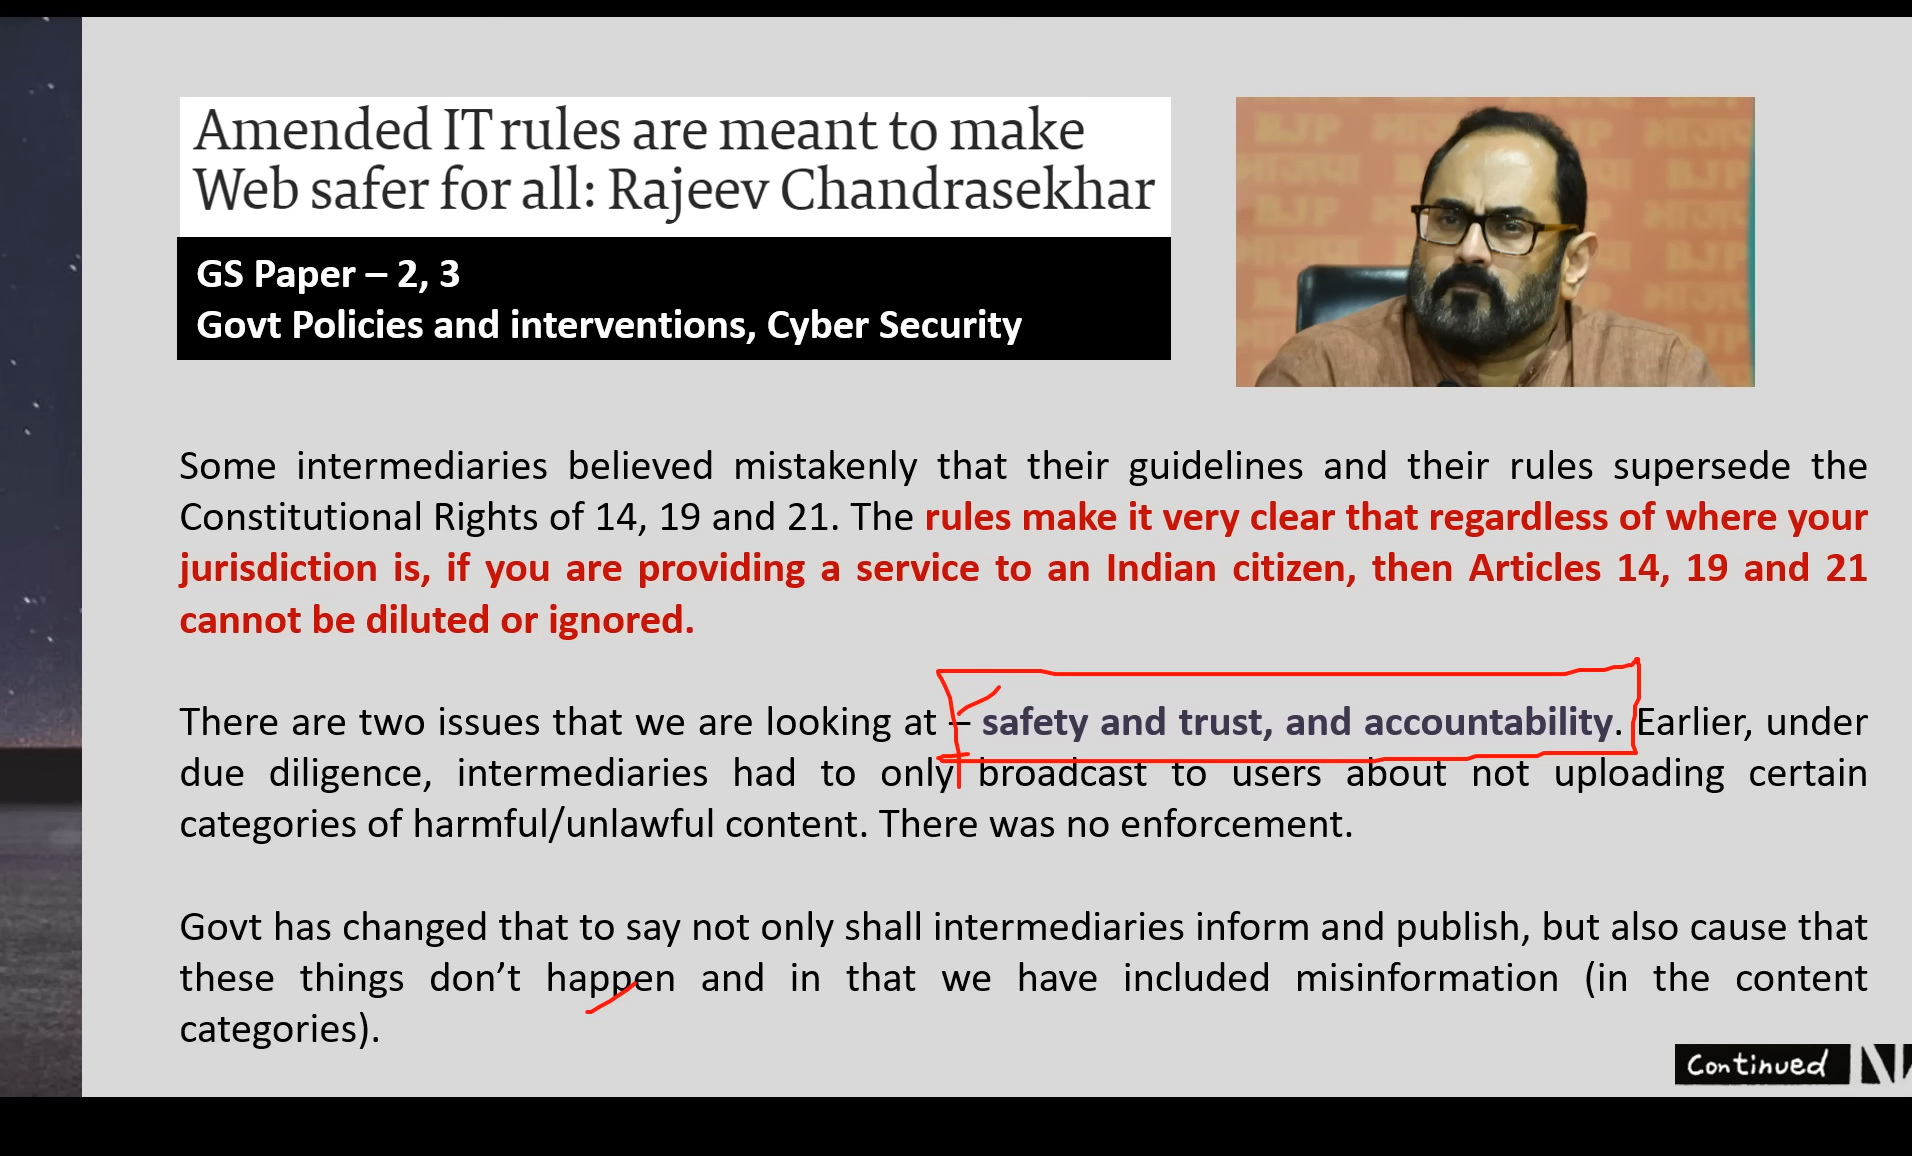 Amended IT rules are meant to make
Web safer for all: Rajeev Chandrasekhar
GS Paper – 2, 3
Govt Policies and interventions, Cyber Security
BJP
BJP
BJP
BJP
Some intermediaries believed mistakenly that their guidelines and their rules supersede the
Constitutional Rights of 14, 19 and 21. The rules make it very clear that regardless of where your
jurisdiction is, if you are providing a service to an Indian citizen, then Articles 14, 19 and 21
cannot be diluted or ignored.
There are two issues that we are looking at – safety and trust, and accountability. Earlier, under
due diligence, intermediaries had to only broadcast to users about not uploading certain
categories of harmful/unlawful content. There was no enforcement.
Govt has changed that to say not only shall intermediaries inform and publish, but also cause that
these things don’t happen and in that we have included misinformation (in the content
categories).
Continued